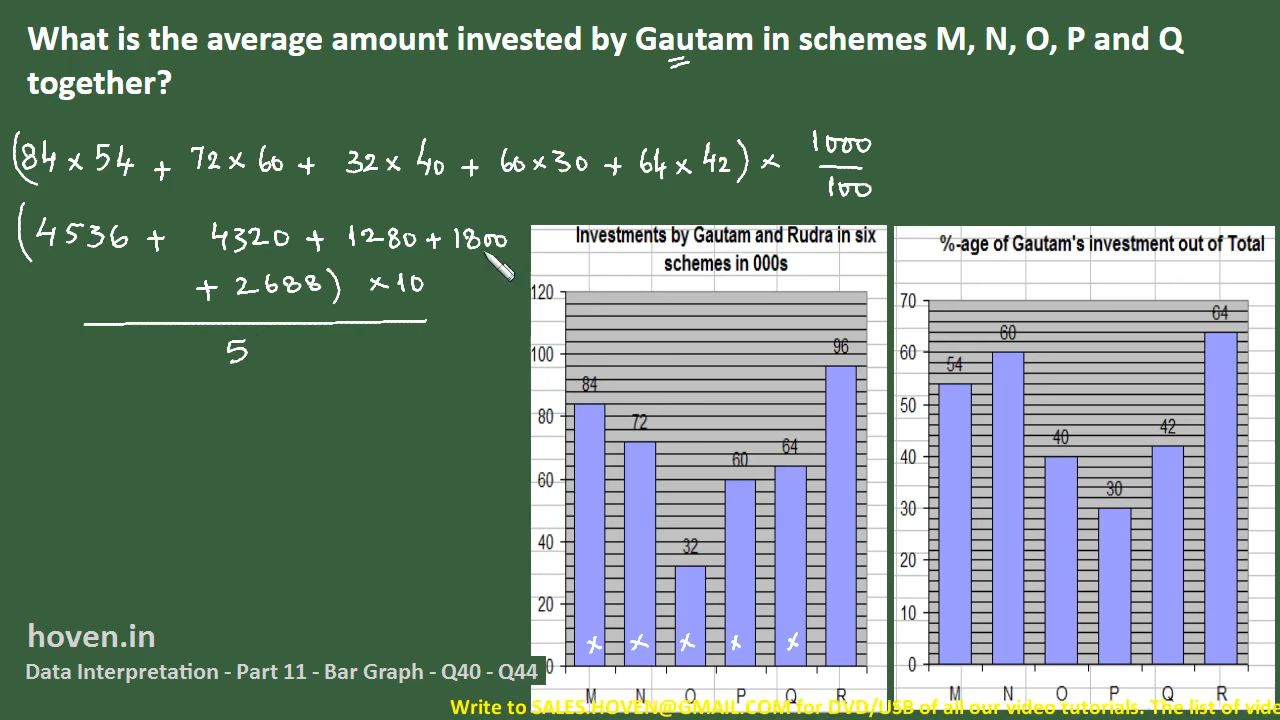 What is the average amount invested by Gautam in schemes M, N, O, P and Q
together?
(84 x 54 + 72 x 60 + 32 x 40 + 60 x 30 + 64 x 42) x 1000
100
(4536 + 4320 + 1280 + 1800
+ 2688) x 10
5
Investments by Gautam and Rudra in six
schemes in 000s
120
100
80
60
40
20
0
84
72
32
60
64
96
x x x x x
M N O P Q R
%-age of Gautam's investment out of Total
70
60
50
40
30
20
10
0
54
60
40
30
42
64
M N O P Q R
hoven.in
Data Interpretation - Part 11 - Bar Graph - Q40 - Q44
Write to SALES.HOVEN@GMAIL.COM for DVD/USB of all our video tutorials. The list of